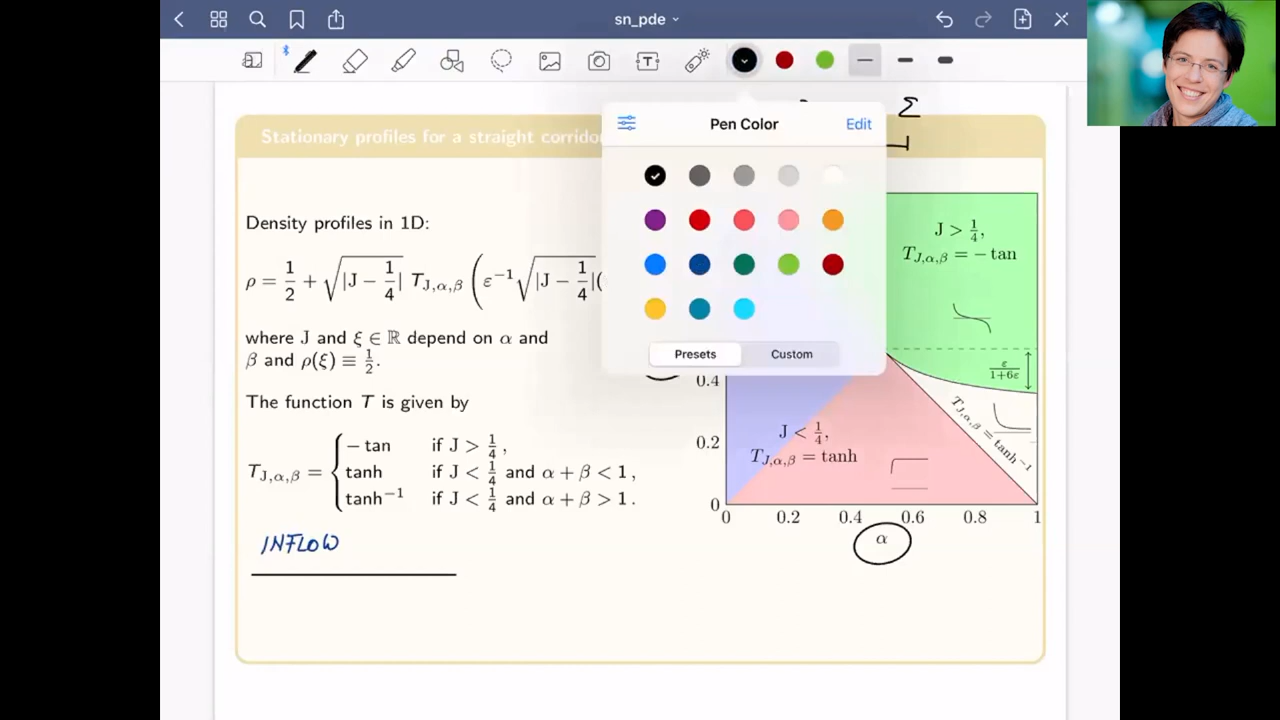 sn_pde
Pen Color
Edit
Presets
Custom
Stationary profiles for a straight corrido
Σ
Density profiles in 1D:
ρ = 1/2 + √|J − 1/4| T_{J,α,β} (ε^{−1} √|J − 1/4|(
where J and ξ ∈ ℝ depend on α and
β and ρ(ξ) ≡ 1/2.
The function T is given by
T_{J,α,β} = { − tan if J > 1/4 ,
tanh if J < 1/4 and α + β < 1 ,
tanh^{−1} if J < 1/4 and α + β > 1 .
INFLOW
J > 1/4,
T_{J,α,β} = − tan
ε/(1+6ε)
T_{J,α,β} = tanh^{−1}
J < 1/4,
T_{J,α,β} = tanh
0.4
0.2
0
0 0.2 0.4 0.6 0.8 1
α